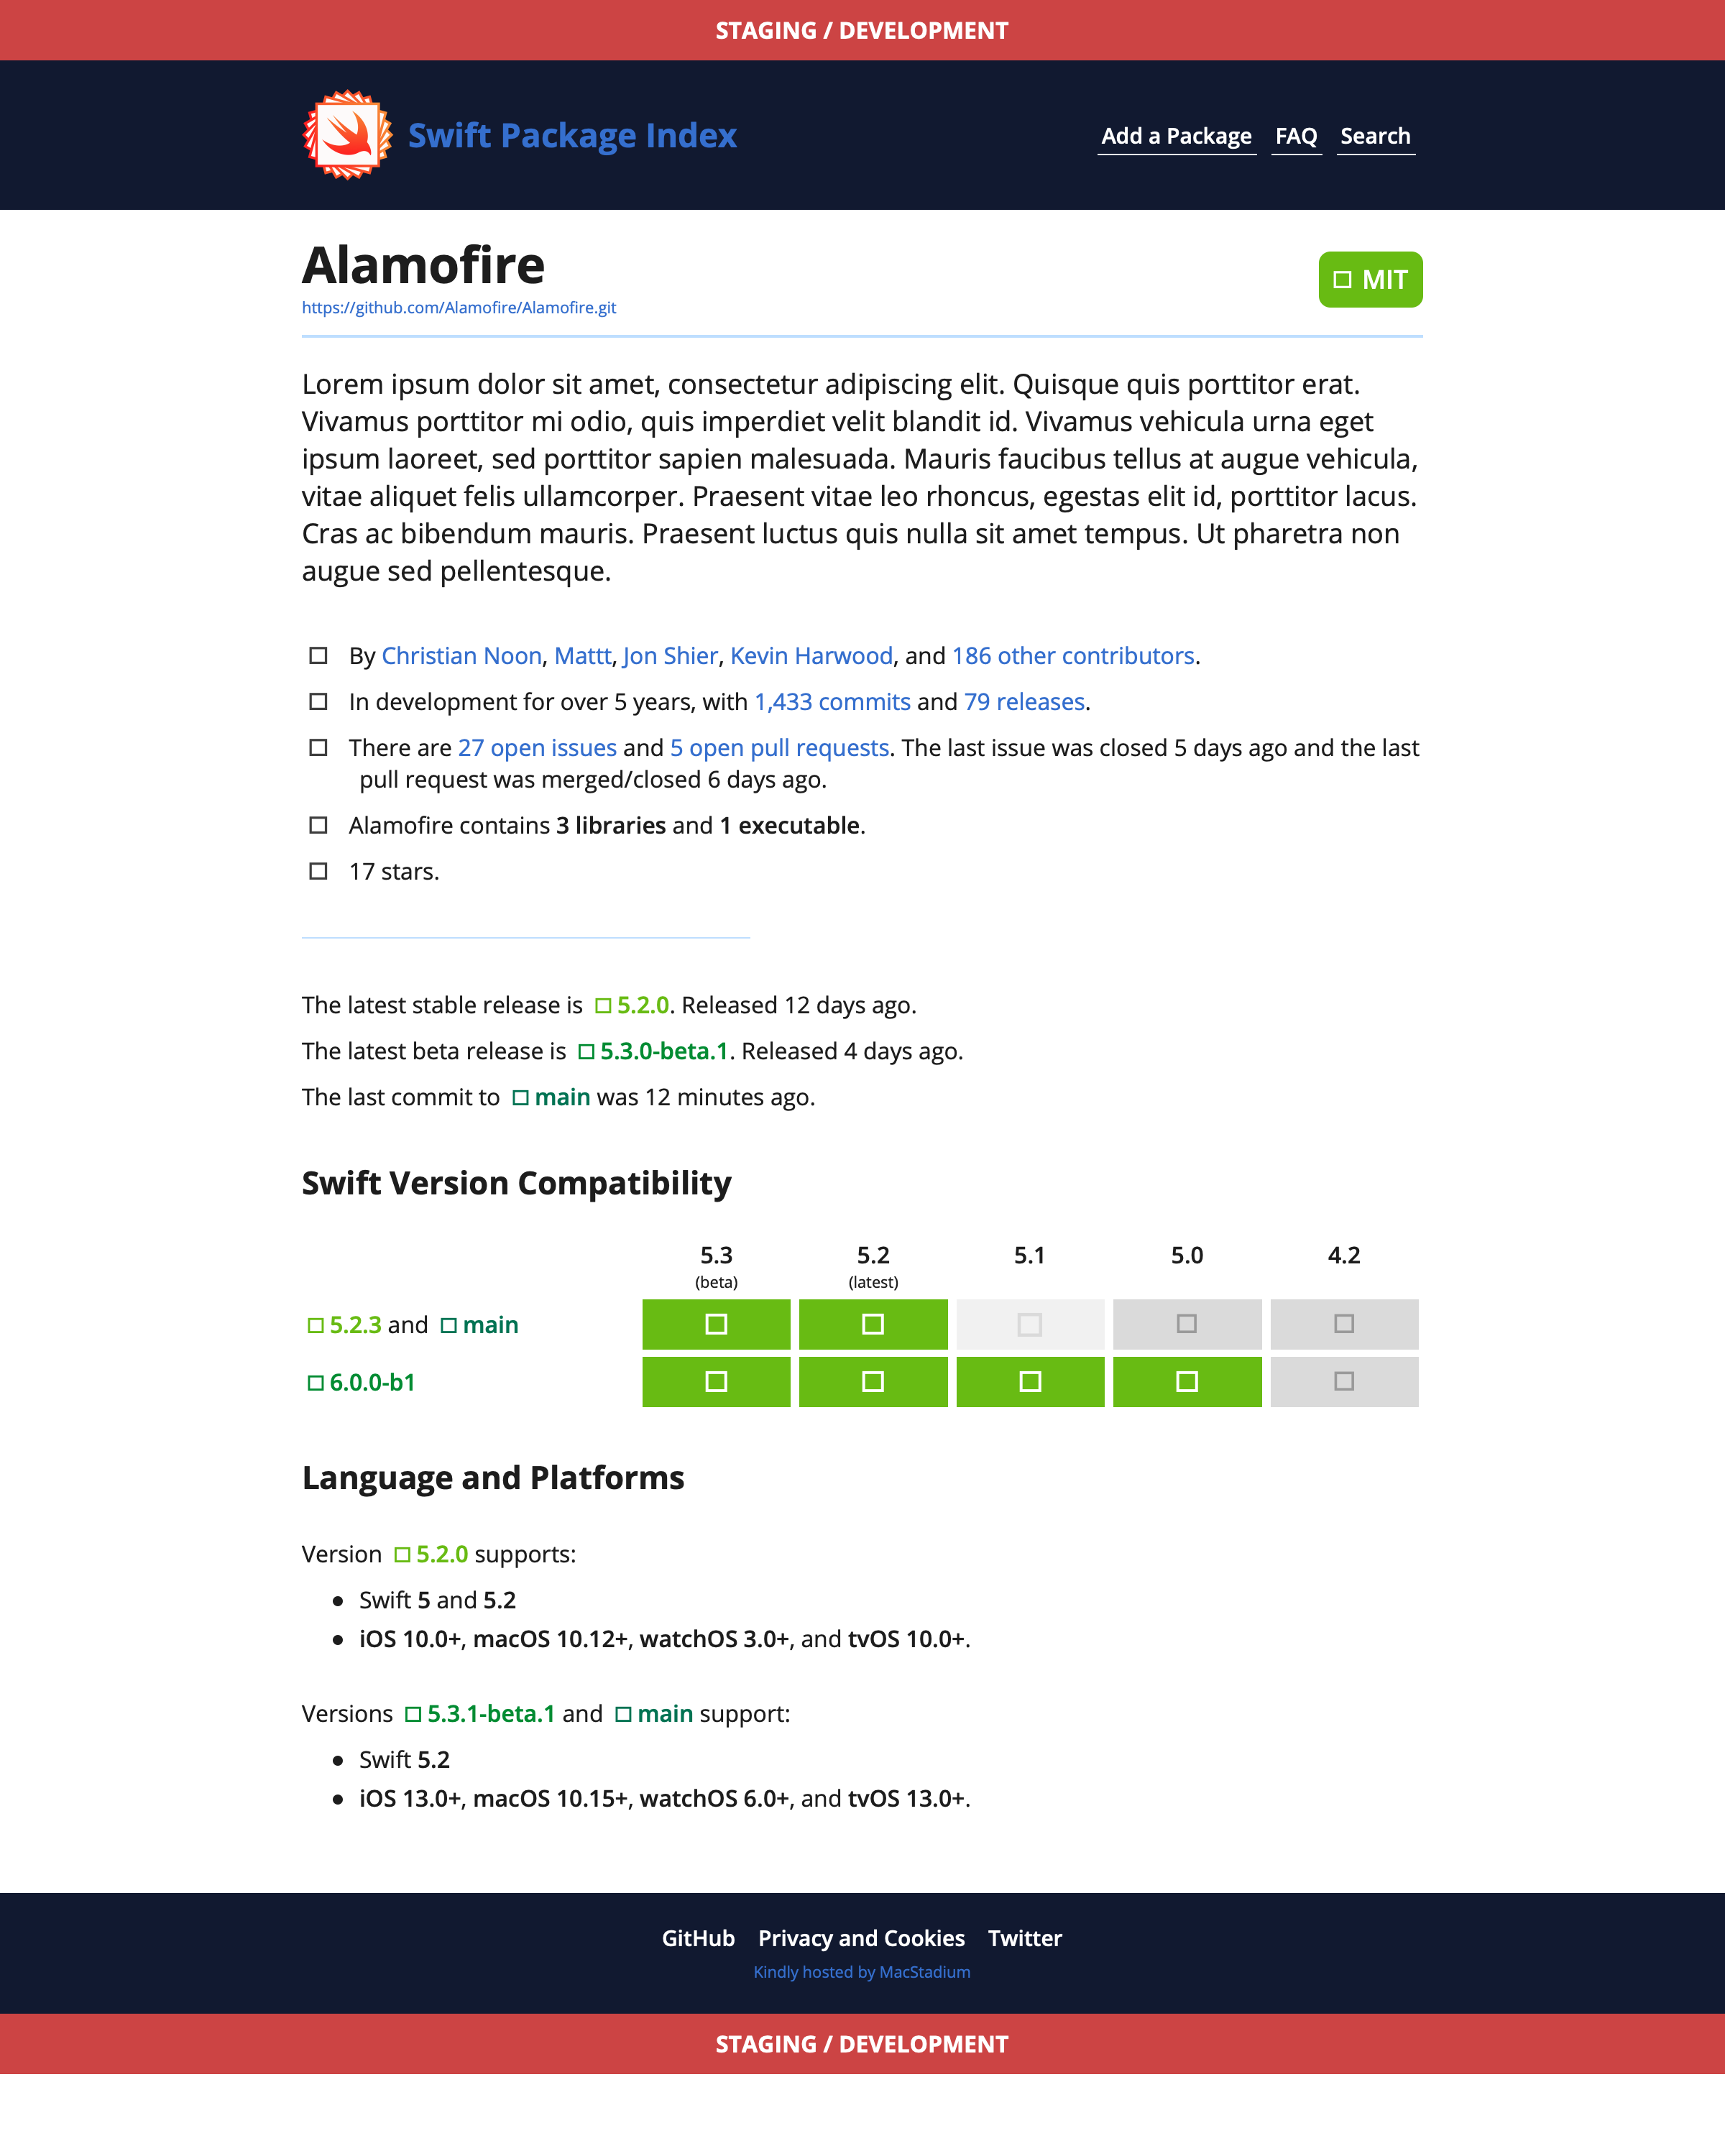 STAGING / DEVELOPMENT
Swift Package Index
Add a Package FAQ Search
Alamofire
MIT
https://github.com/Alamofire/Alamofire.git
Lorem ipsum dolor sit amet, consectetur adipiscing elit. Quisque quis porttitor erat.
Vivamus porttitor mi odio, quis imperdiet velit blandit id. Vivamus vehicula urna eget
ipsum laoreet, sed porttitor sapien malesuada. Mauris faucibus tellus at augue vehicula,
vitae aliquet felis ullamcorper. Praesent vitae leo rhoncus, egestas elit id, porttitor lacus.
Cras ac bibendum mauris. Praesent luctus quis nulla sit amet tempus. Ut pharetra non
augue sed pellentesque.
By Christian Noon, Mattt, Jon Shier, Kevin Harwood, and 186 other contributors.
In development for over 5 years, with 1,433 commits and 79 releases.
There are 27 open issues and 5 open pull requests. The last issue was closed 5 days ago and the last
pull request was merged/closed 6 days ago.
Alamofire contains 3 libraries and 1 executable.
17 stars.
The latest stable release is 5.2.0. Released 12 days ago.
The latest beta release is 5.3.0-beta.1. Released 4 days ago.
The last commit to main was 12 minutes ago.
Swift Version Compatibility
5.3 5.2 5.1 5.0 4.2
(beta) (latest)
5.2.3 and main
6.0.0-b1
Language and Platforms
Version 5.2.0 supports:
• Swift 5 and 5.2
• iOS 10.0+, macOS 10.12+, watchOS 3.0+, and tvOS 10.0+.
Versions 5.3.1-beta.1 and main support:
• Swift 5.2
• iOS 13.0+, macOS 10.15+, watchOS 6.0+, and tvOS 13.0+.
GitHub Privacy and Cookies Twitter
Kindly hosted by MacStadium
STAGING / DEVELOPMENT